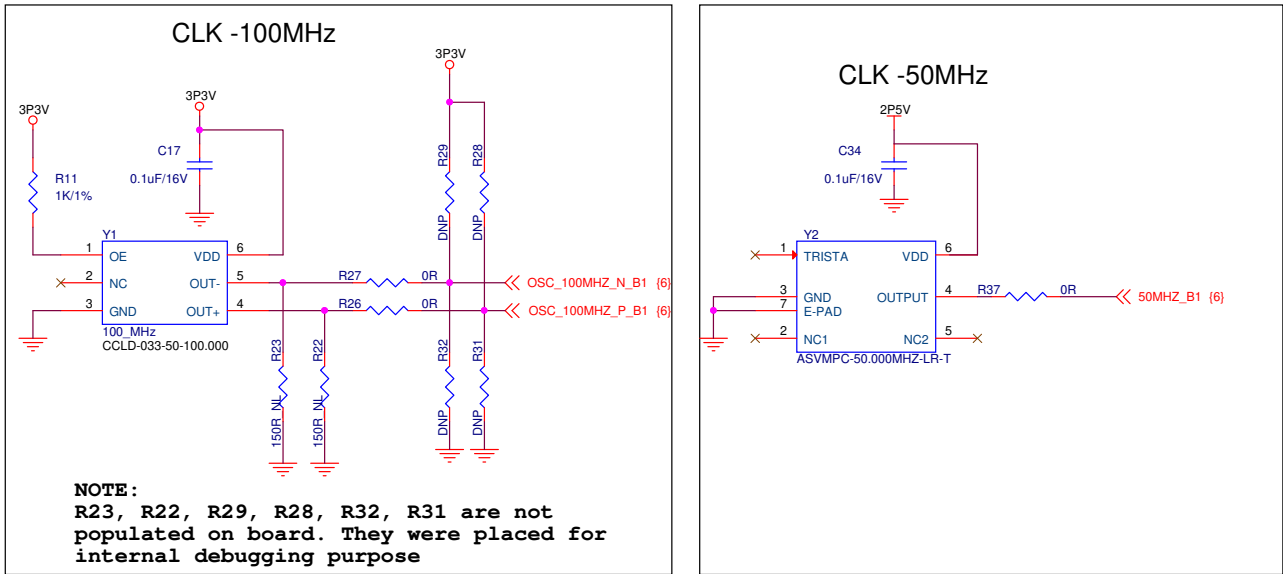 CLK -100MHz
3P3V
3P3V
3P3V
R11
1K/1%
C17
0.1uF/16V
R29
R28
DNP
DNP
Y1
1
OE
VDD
6
2
NC
OUT-
5
3
GND
OUT+
4
100_MHz
CCLD-033-50-100.000
R27
0R
OSC_100MHZ_N_B1 {6}
R26
0R
OSC_100MHZ_P_B1 {6}
R23
R22
R32
R31
150R_NL
150R_NL
DNP
DNP
NOTE:
R23, R22, R29, R28, R32, R31 are not
populated on board. They were placed for
internal debugging purpose
CLK -50MHz
2P5V
C34
0.1uF/16V
Y2
1
TRISTA
VDD
6
3
GND
OUTPUT
4
7
E-PAD
2
NC1
NC2
5
ASVMPC-50.000MHZ-LR-T
R37
0R
50MHZ_B1 {6}